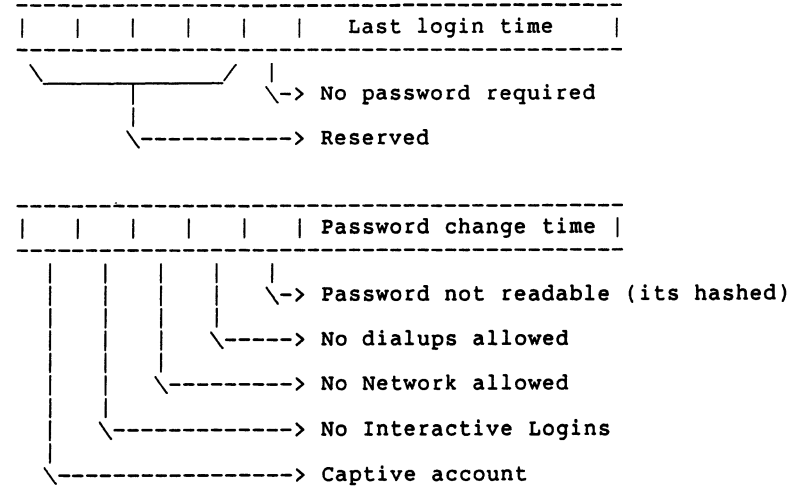 Last login time
No password required
Reserved
Password change time
Password not readable (its hashed)
No dialups allowed
No Network allowed
No Interactive Logins
Captive account